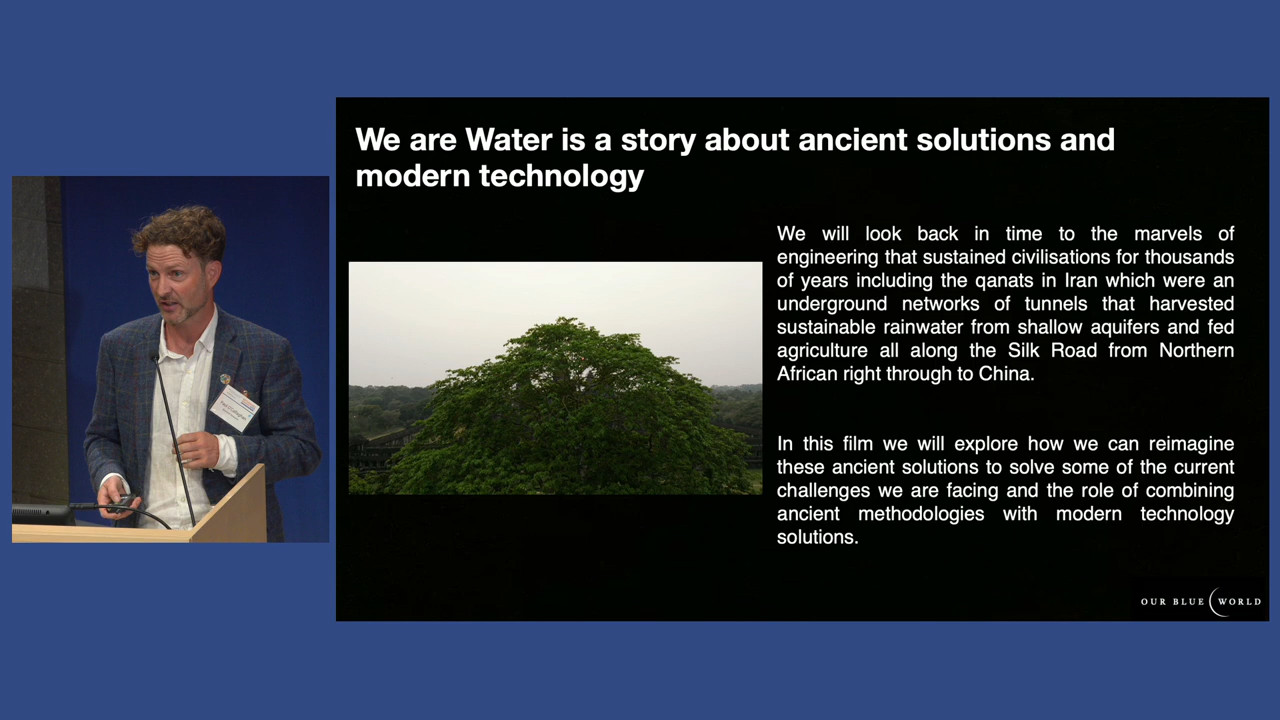 We are Water is a story about ancient solutions and
modern technology
We will look back in time to the marvels of
engineering that sustained civilisations for thousands
of years including the qanats in Iran which were an
underground networks of tunnels that harvested
sustainable rainwater from shallow aquifers and fed
agriculture all along the Silk Road from Northern
African right through to China.
In this film we will explore how we can reimagine
these ancient solutions to solve some of the current
challenges we are facing and the role of combining
ancient methodologies with modern technology
solutions.
OUR BLUE WORLD